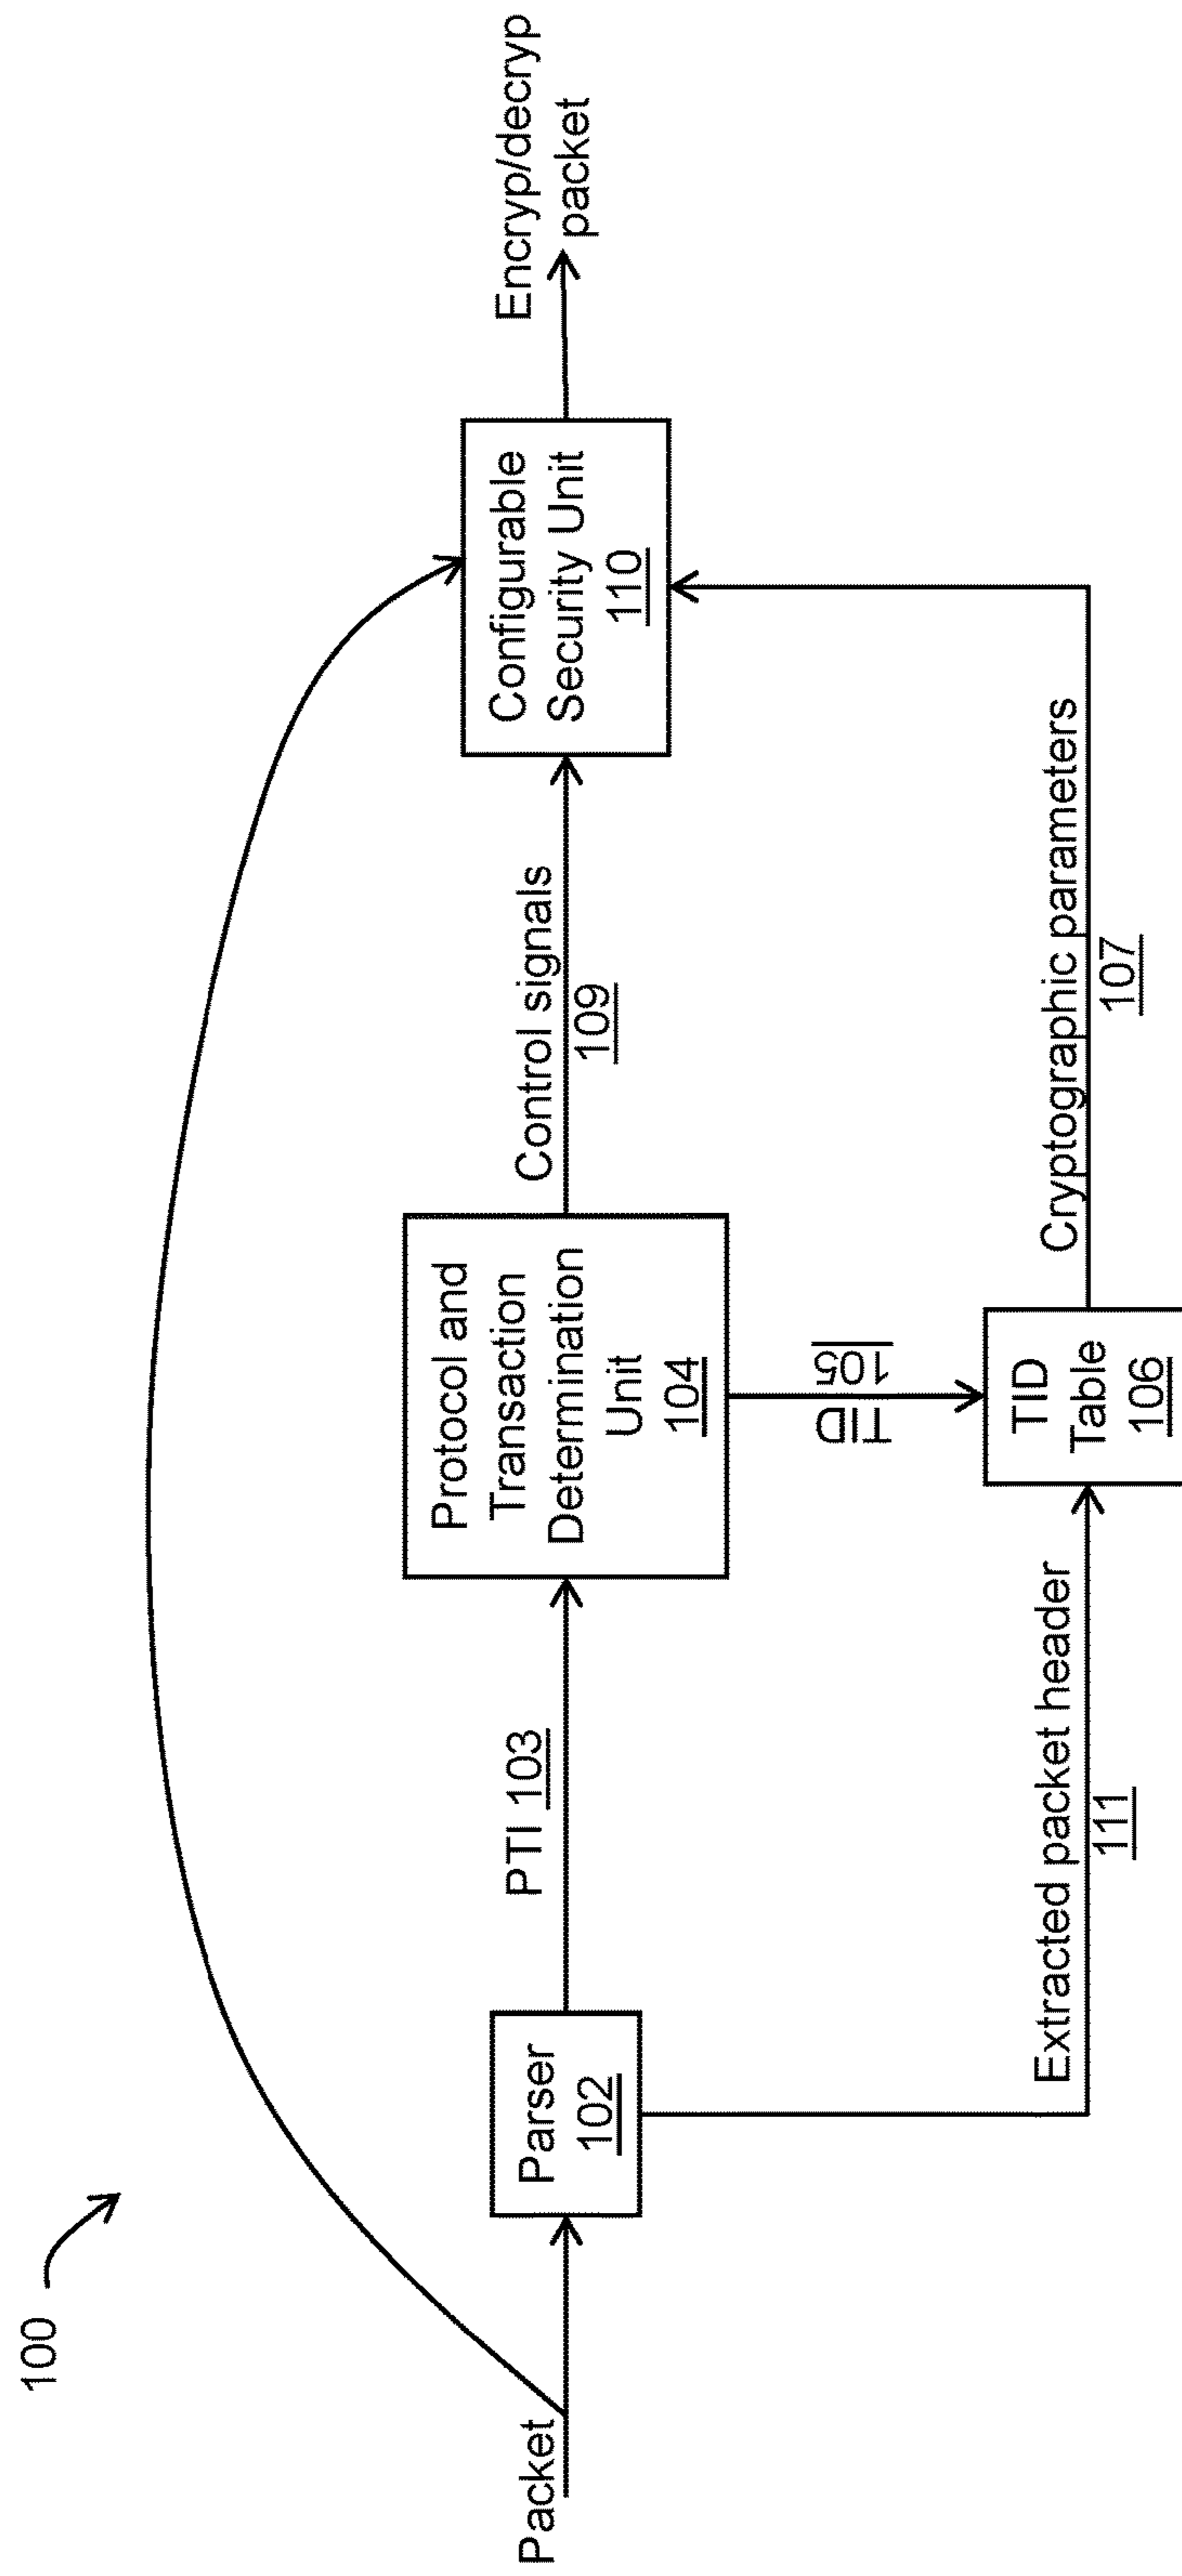 100
Packet
Parser
102
PTI 103
Extracted packet header
111
Protocol and
Transaction
Determination
Unit
104
TID
105
TID
Table
106
Control signals
109
Cryptographic parameters
107
Configurable
Security Unit
110
Encryp/decryp
packet